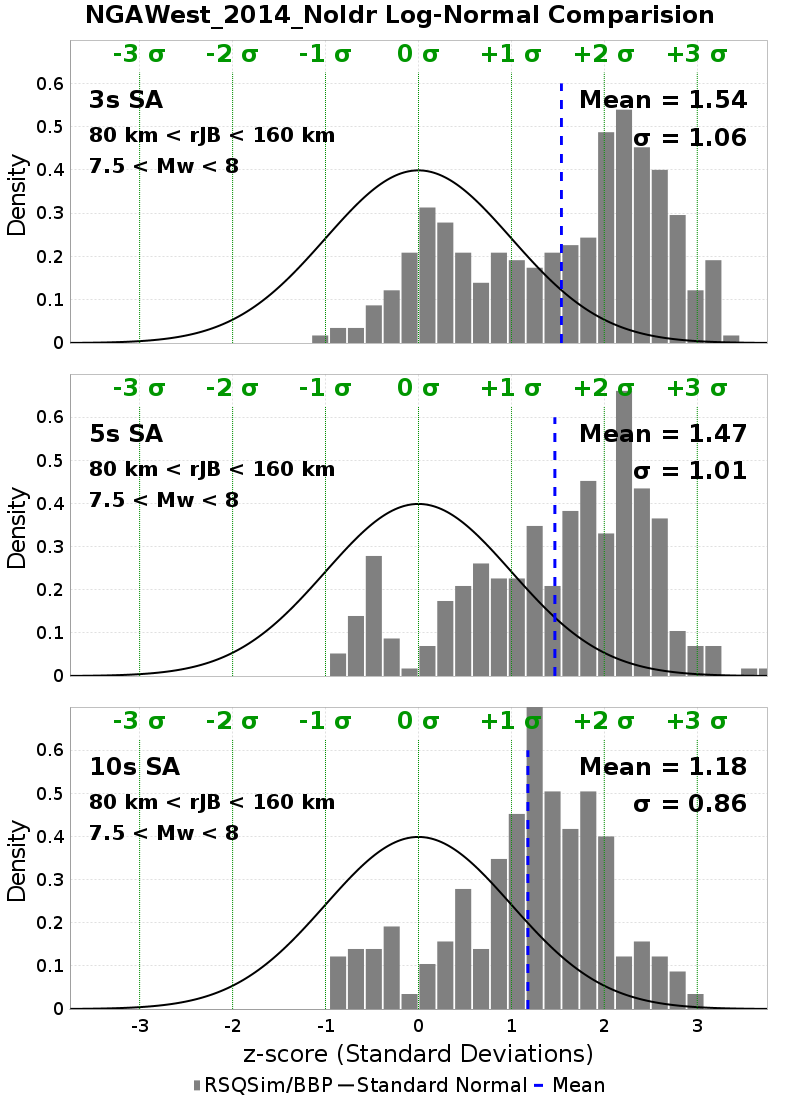 NGAWest_2014_NoIdr Log-Normal Comparision
-3 σ -2 σ -1 σ 0 σ +1 σ +2 σ +3 σ
3s SA
80 km < rJB < 160 km
7.5 < Mw < 8
Mean = 1.54
σ = 1.06
Density
0.6
0.5
0.4
0.3
0.2
0.1
0
-3 σ -2 σ -1 σ 0 σ +1 σ +2 σ +3 σ
5s SA
80 km < rJB < 160 km
7.5 < Mw < 8
Mean = 1.47
σ = 1.01
Density
0.6
0.5
0.4
0.3
0.2
0.1
0
-3 σ -2 σ -1 σ 0 σ +1 σ +2 σ +3 σ
10s SA
80 km < rJB < 160 km
7.5 < Mw < 8
Mean = 1.18
σ = 0.86
Density
0.6
0.5
0.4
0.3
0.2
0.1
0
-3 -2 -1 0 1 2 3
z-score (Standard Deviations)
RSQSim/BBP Standard Normal Mean